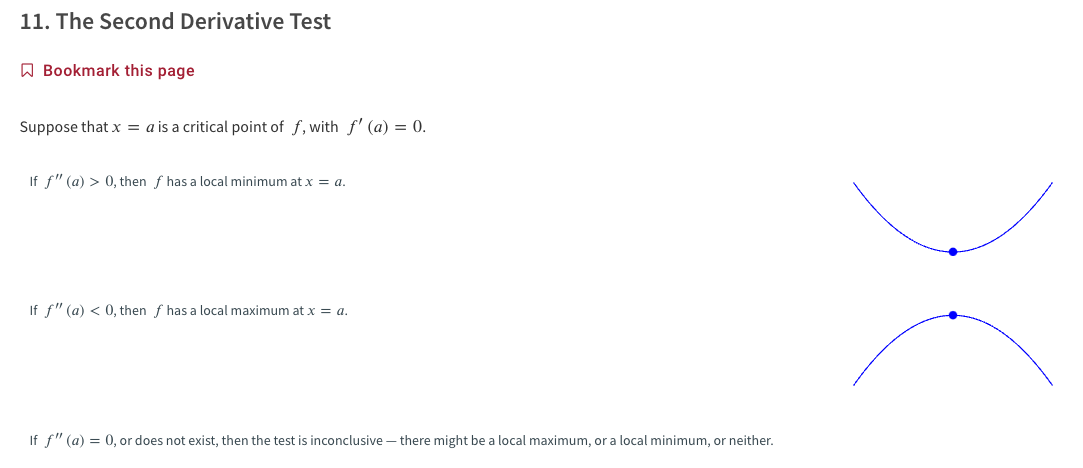 11. The Second Derivative Test
Bookmark this page
Suppose that x = a is a critical point of f, with f′ (a) = 0.
If f″ (a) > 0, then f has a local minimum at x = a.
If f″ (a) < 0, then f has a local maximum at x = a.
If f″ (a) = 0, or does not exist, then the test is inconclusive — there might be a local maximum, or a local minimum, or neither.